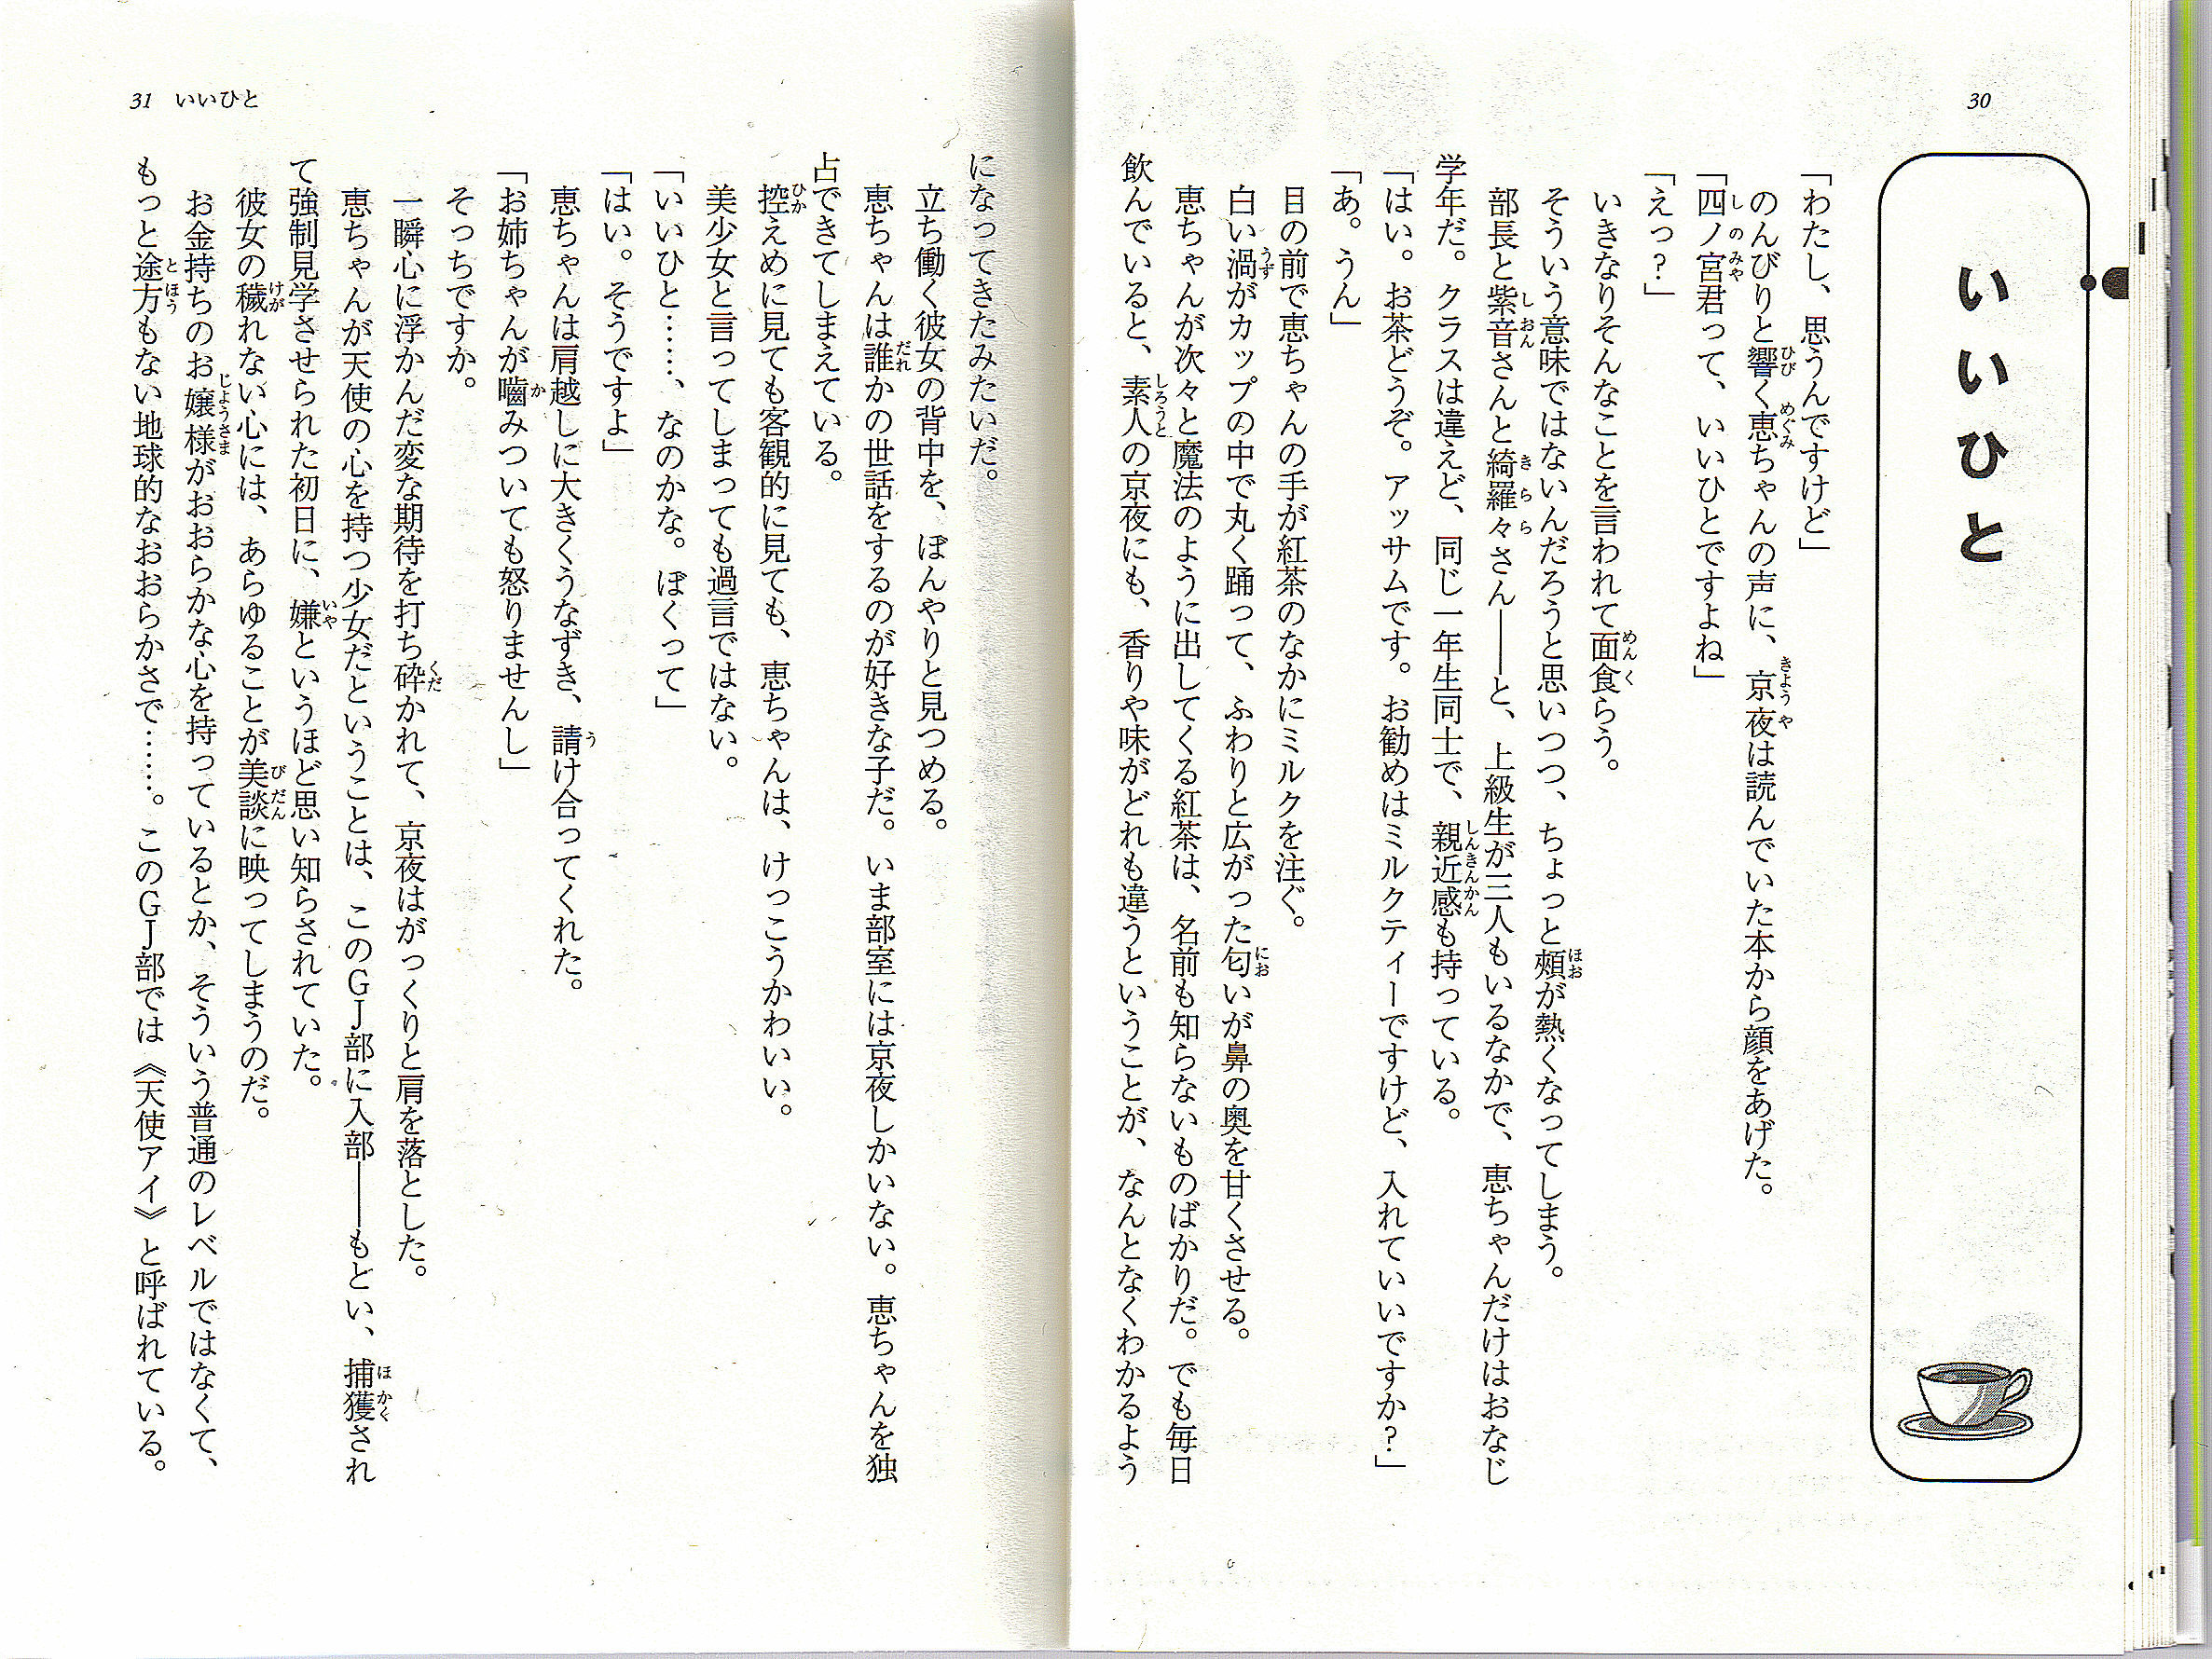 30
いいひと
「わたし、思うんですけど」
のんびりと響く恵ちゃんの声に、京夜は読んでいた本から顔をあげた。
「四ノ宮君って、いいひとですよね」
「えっ？」
いきなりそんなことを言われて面食らう。
そういう意味ではないんだろうと思いつつ、ちょっと頰が熱くなってしまう。
部長と紫音さんと綺羅々さん――と、上級生が三人もいるなかで、恵ちゃんだけはおなじ
学年だ。クラスは違えど、同じ一年生同士で、親近感も持っている。
「はい。お茶どうぞ。アッサムです。お勧めはミルクティーですけど、入れていいですか？」
「あ。うん」
目の前で恵ちゃんの手が紅茶のなかにミルクを注ぐ。
白い渦がカップの中で丸く踊って、ふわりと広がった匂いが鼻の奥を甘くさせる。
恵ちゃんが次々と魔法のように出してくる紅茶は、名前も知らないものばかりだ。でも毎日
飲んでいると、素人の京夜にも、香りや味がどれも違うということが、なんとなくわかるよう
になってきたみたいだ。
立ち働く彼女の背中を、ぼんやりと見つめる。
恵ちゃんは誰かの世話をするのが好きな子だ。いま部室には京夜しかいない。恵ちゃんを独
占できてしまえている。
控えめに見ても客観的に見ても、恵ちゃんは、けっこうかわいい。
美少女と言ってしまっても過言ではない。
「いいひと……、なのかな。ぼくって」
「はい。そうですよ」
恵ちゃんは肩越しに大きくうなずき、請け合ってくれた。
「お姉ちゃんが嚙みついても怒りませんし」
そっちですか。
一瞬心に浮かんだ変な期待を打ち砕かれて、京夜はがっくりと肩を落とした。
恵ちゃんが天使の心を持つ少女だということは、このＧＪ部に入部――もとい、捕獲され
て強制見学させられた初日に、嫌というほど思い知らされていた。
彼女の穢れない心には、あらゆることが美談に映ってしまうのだ。
お金持ちのお嬢様がおおらかな心を持っているとか、そういう普通のレベルではなくて、
もっと途方もない地球的なおおらかさで……。このＧＪ部では《天使アイ》と呼ばれている。
31 いいひと